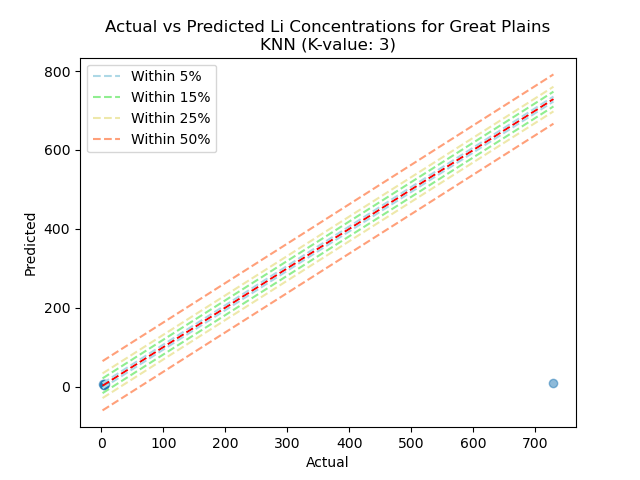 Actual vs Predicted Li Concentrations for Great Plains
KNN (K-value: 3)
Within 5%
Within 15%
Within 25%
Within 50%
800
600
400
200
0
Predicted
0 100 200 300 400 500 600 700
Actual